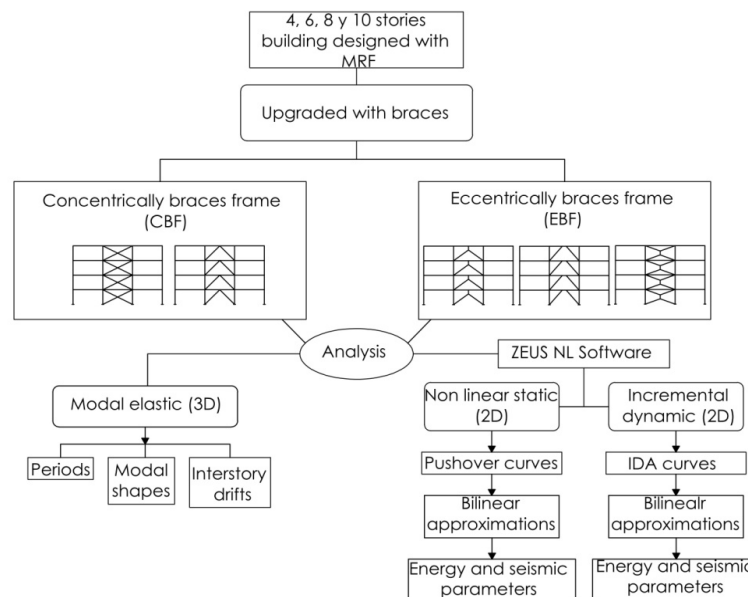 4, 6, 8 y 10 stories
building designed with
MRF
Upgraded with braces
Concentrically braces frame
(CBF)
Eccentrically braces frame
(EBF)
Analysis
ZEUS NL Software
Modal elastic (3D)
Non linear static
(2D)
Incremental
dynamic (2D)
Periods
Modal
shapes
Interstory
drifts
Pushover curves
IDA curves
Bilinear
approximations
Bilinealr
approximations
Energy and seismic
parameters
Energy and seismic
parameters